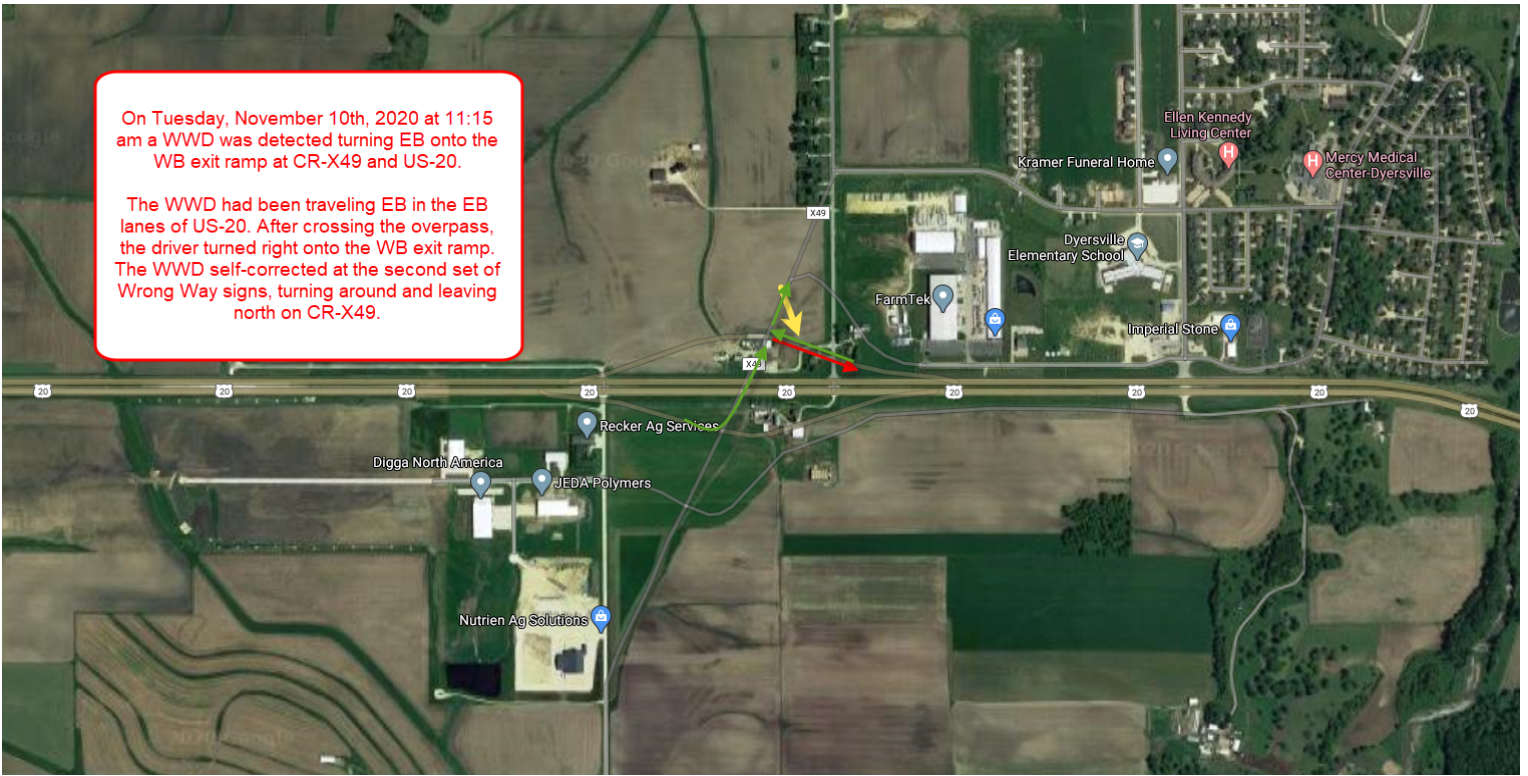 On Tuesday, November 10th, 2020 at 11:15
am a WWD was detected turning EB onto the
WB exit ramp at CR-X49 and US-20.
The WWD had been traveling EB in the EB
lanes of US-20. After crossing the overpass,
the driver turned right onto the WB exit ramp.
The WWD self-corrected at the second set of
Wrong Way signs, turning around and leaving
north on CR-X49.
Ellen Kennedy
Living Center
Kramer Funeral Home
H
H
Mercy Medical
Center-Dyersville
X49
Dyersville
Elementary School
FarmTek
Imperial Stone
X49
20
20
20
20
20
20
20
20
20
Recker Ag Services
Digga North America
JEDA Polymers
Nutrien Ag Solutions